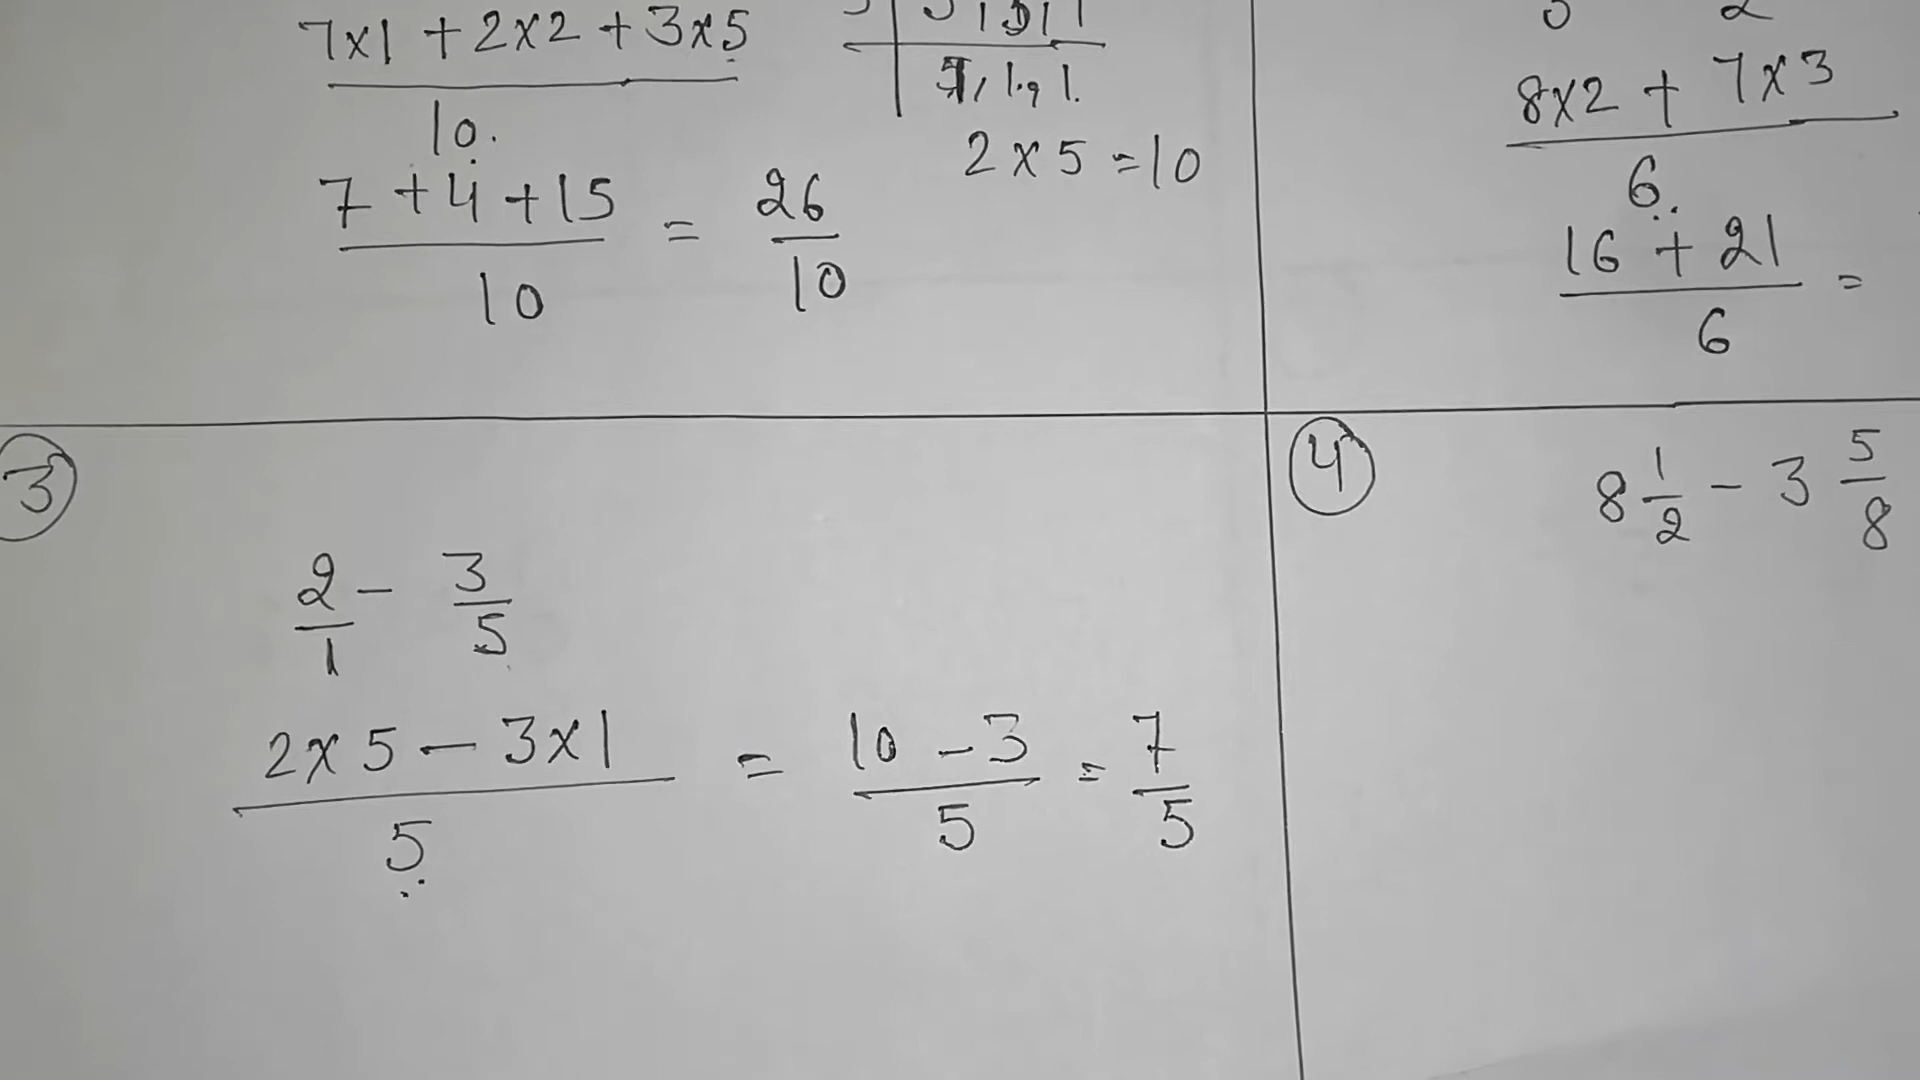 7x1 + 2x2 + 3x5
10.
7 + 4 + 15 = 26
10 10
2 x 5 = 10
8x2 + 7x3
6
16 + 21 =
6
3
2 - 3
1 5
2x5 - 3x1 = 10 - 3 = 7
5 5 5
4
8 1/2 - 3 5/8